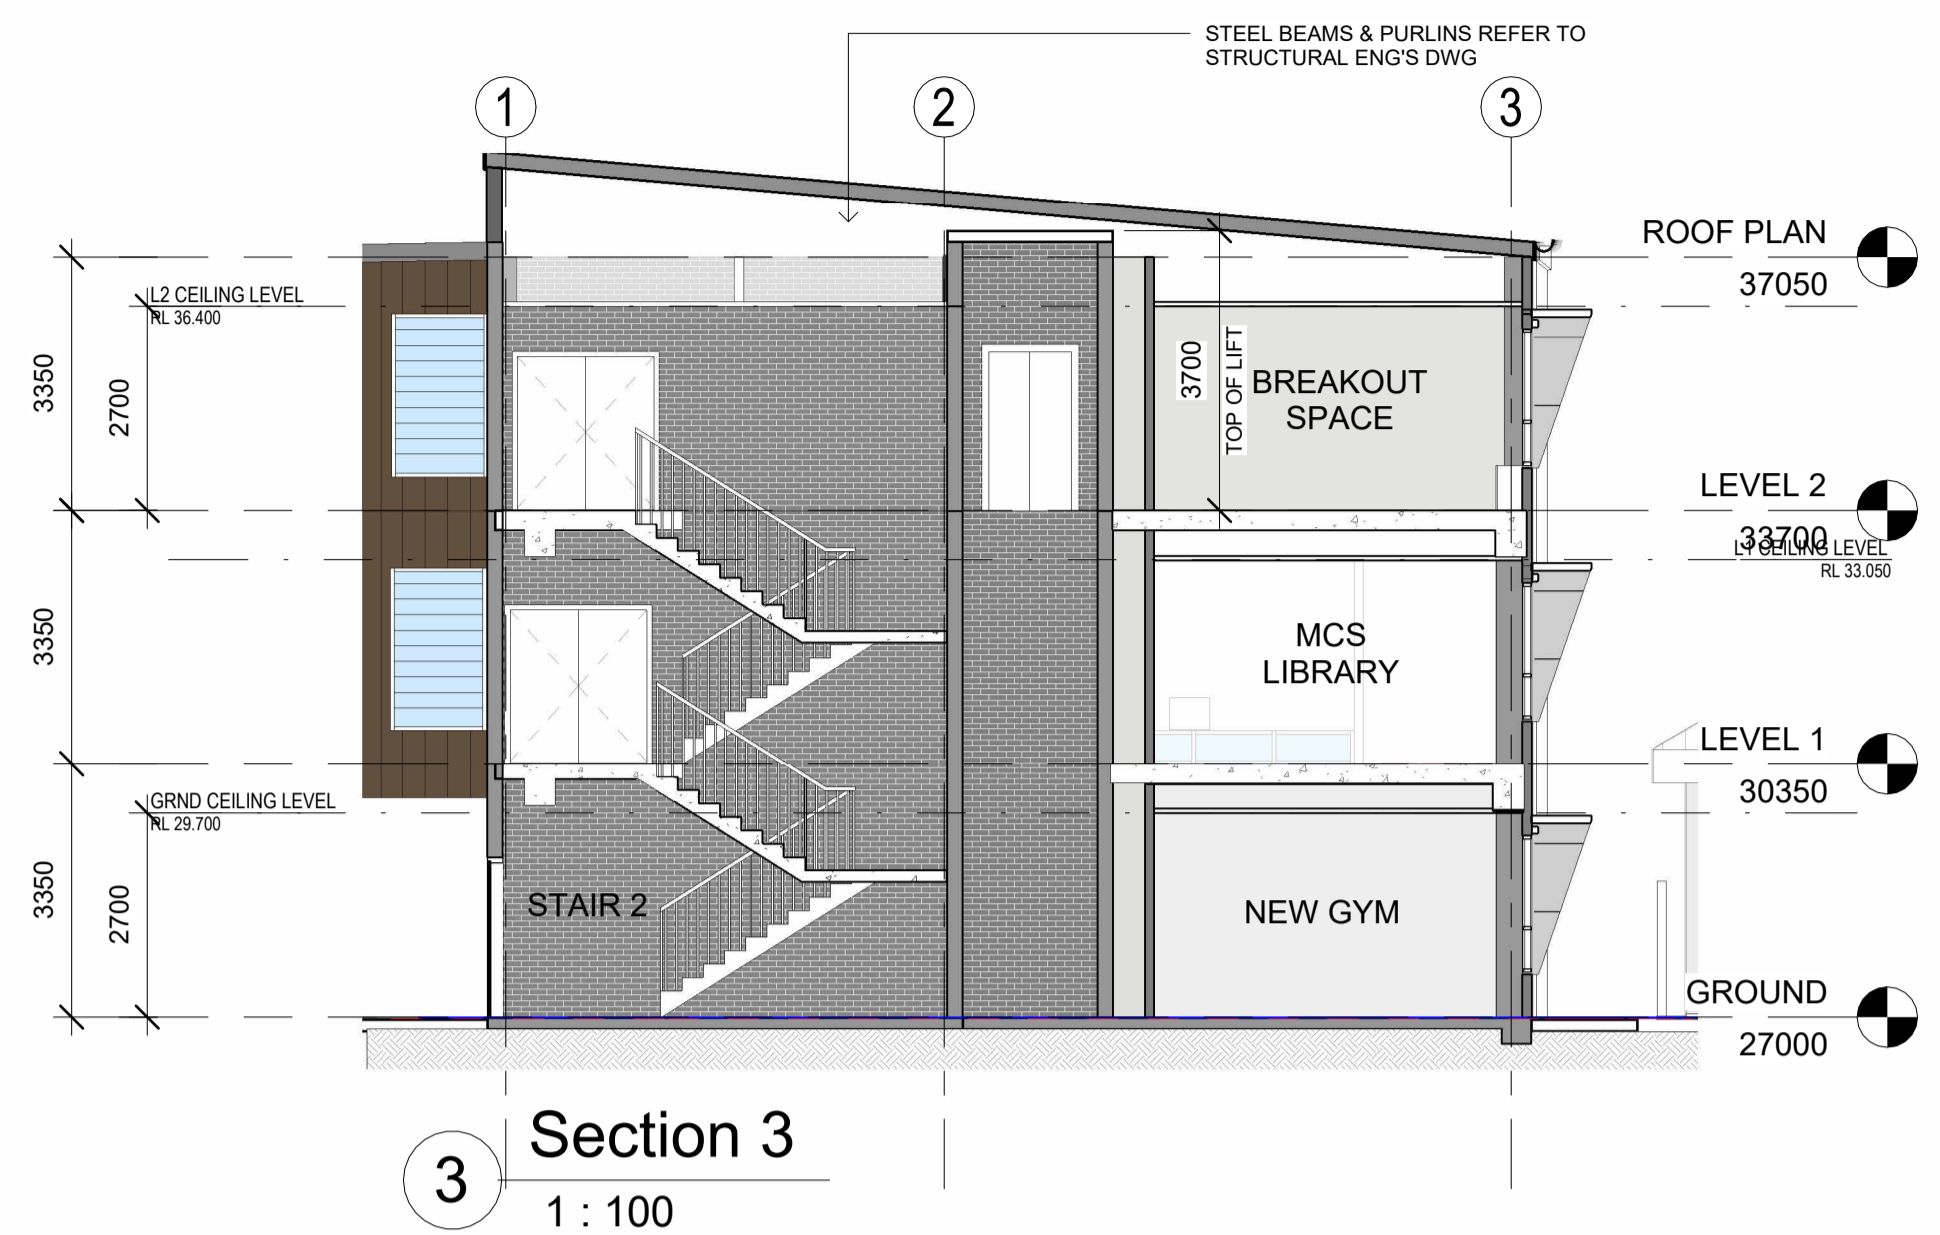 STEEL BEAMS & PURLINS REFER TO
STRUCTURAL ENG'S DWG
1
2
3
ROOF PLAN
37050
L2 CEILING LEVEL
RL 36.400
3350
2700
3700
TOP OF LIFT
BREAKOUT
SPACE
LEVEL 2
33700
L1 CEILING LEVEL
RL 33.050
3350
MCS
LIBRARY
LEVEL 1
30350
GRND CEILING LEVEL
RL 29.700
3350
2700
STAIR 2
NEW GYM
GROUND
27000
3
Section 3
1 : 100